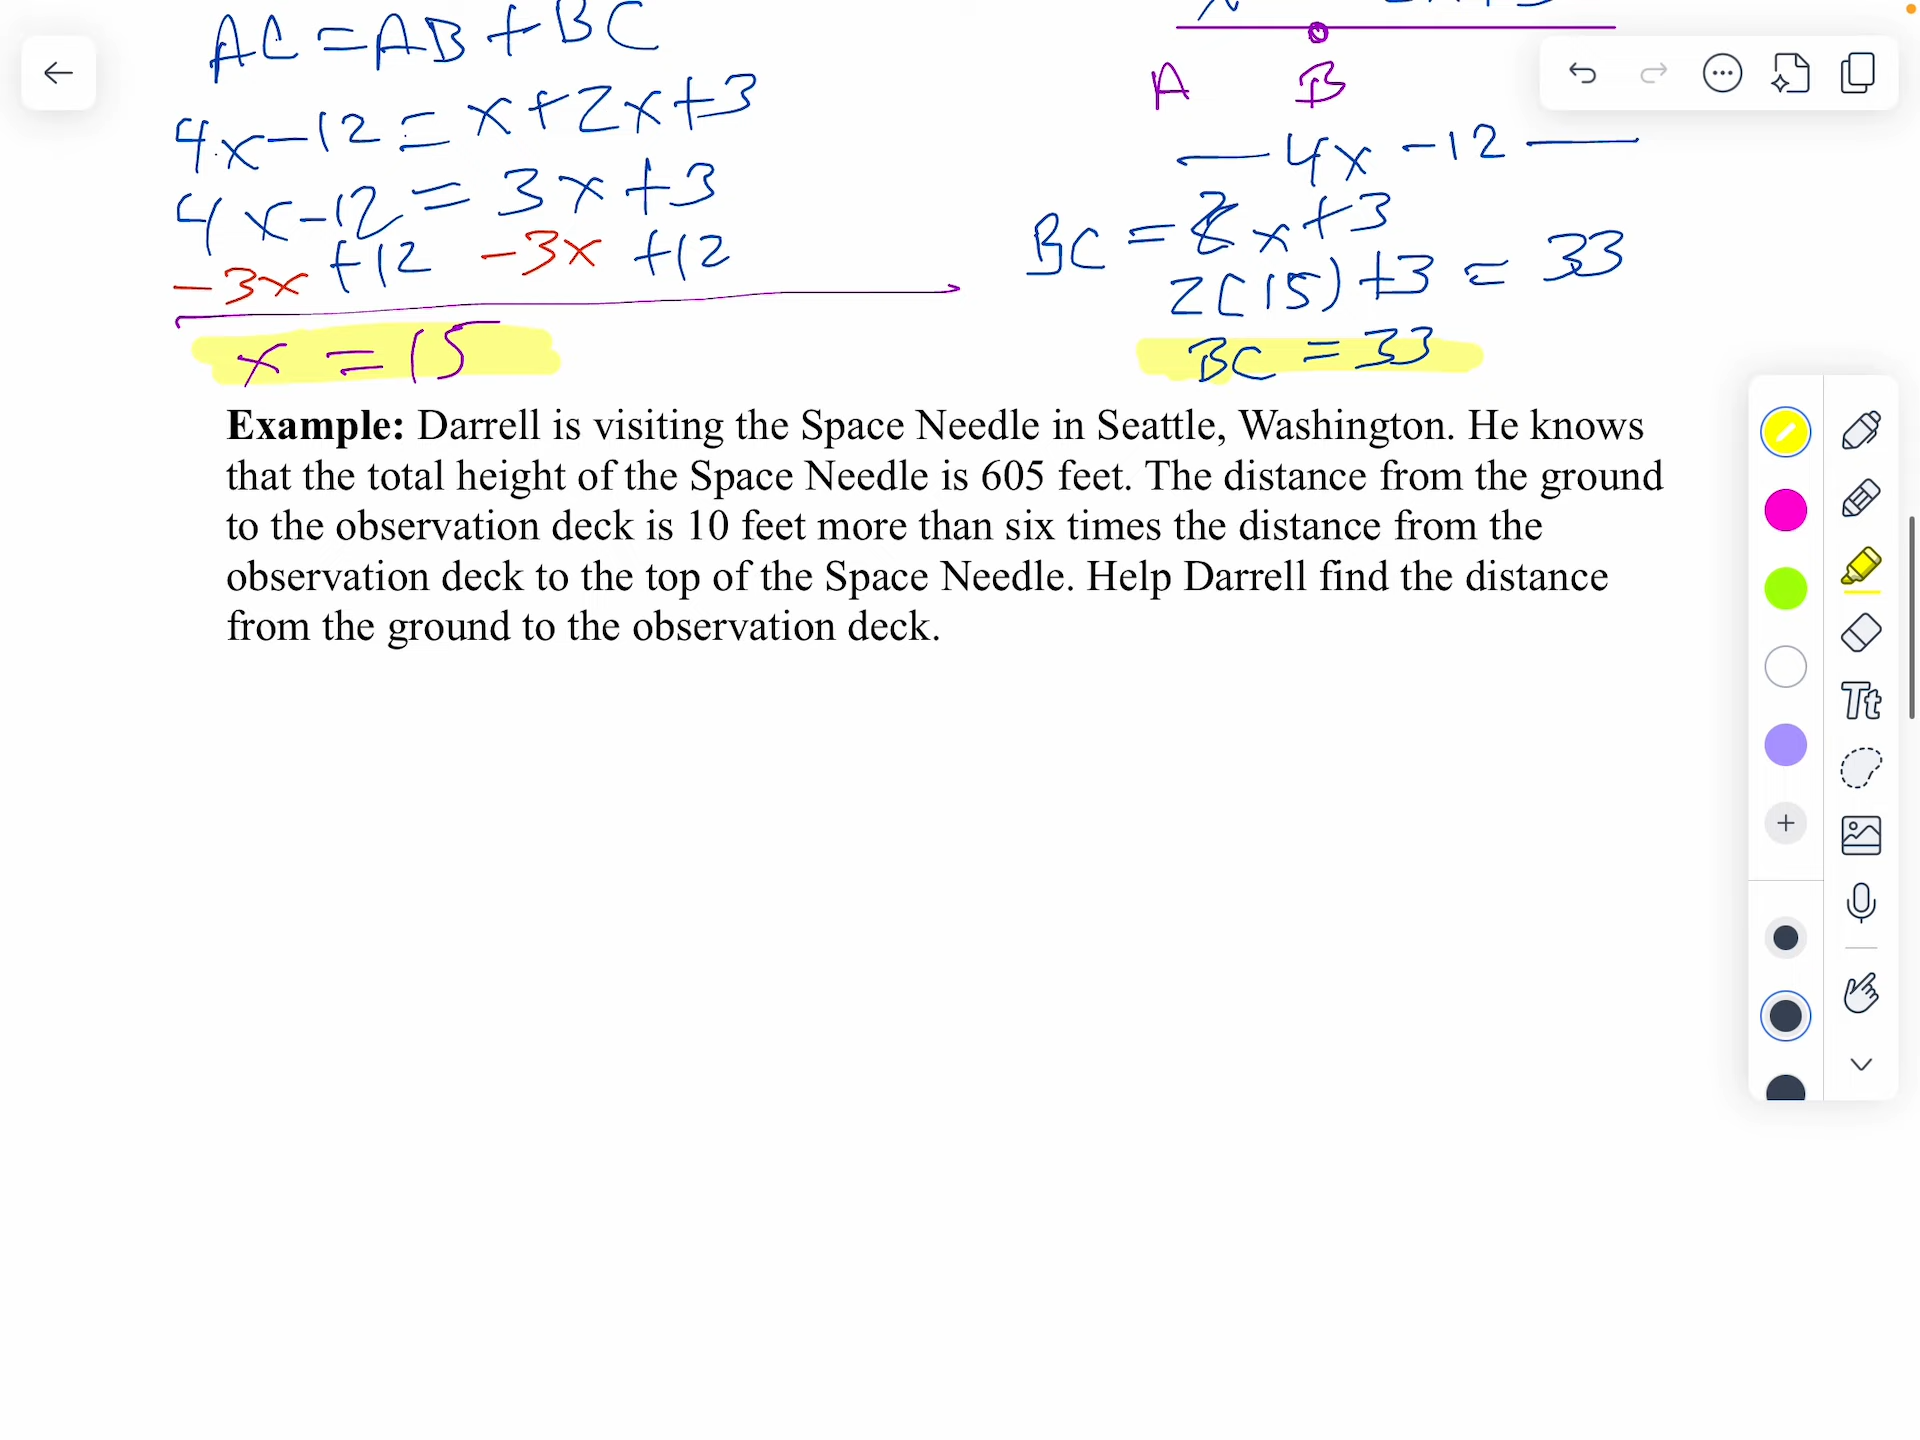 AC = AB + BC
4x - 12 = x + 2x + 3
4x - 12 = 3x + 3
- 3x + 12 - 3x + 12
x = 15
A B
4x - 12
BC = 2x + 3
2(15) + 3 = 33
BC = 33
Example: Darrell is visiting the Space Needle in Seattle, Washington. He knows
that the total height of the Space Needle is 605 feet. The distance from the ground
to the observation deck is 10 feet more than six times the distance from the
observation deck to the top of the Space Needle. Help Darrell find the distance
from the ground to the observation deck.
Tt